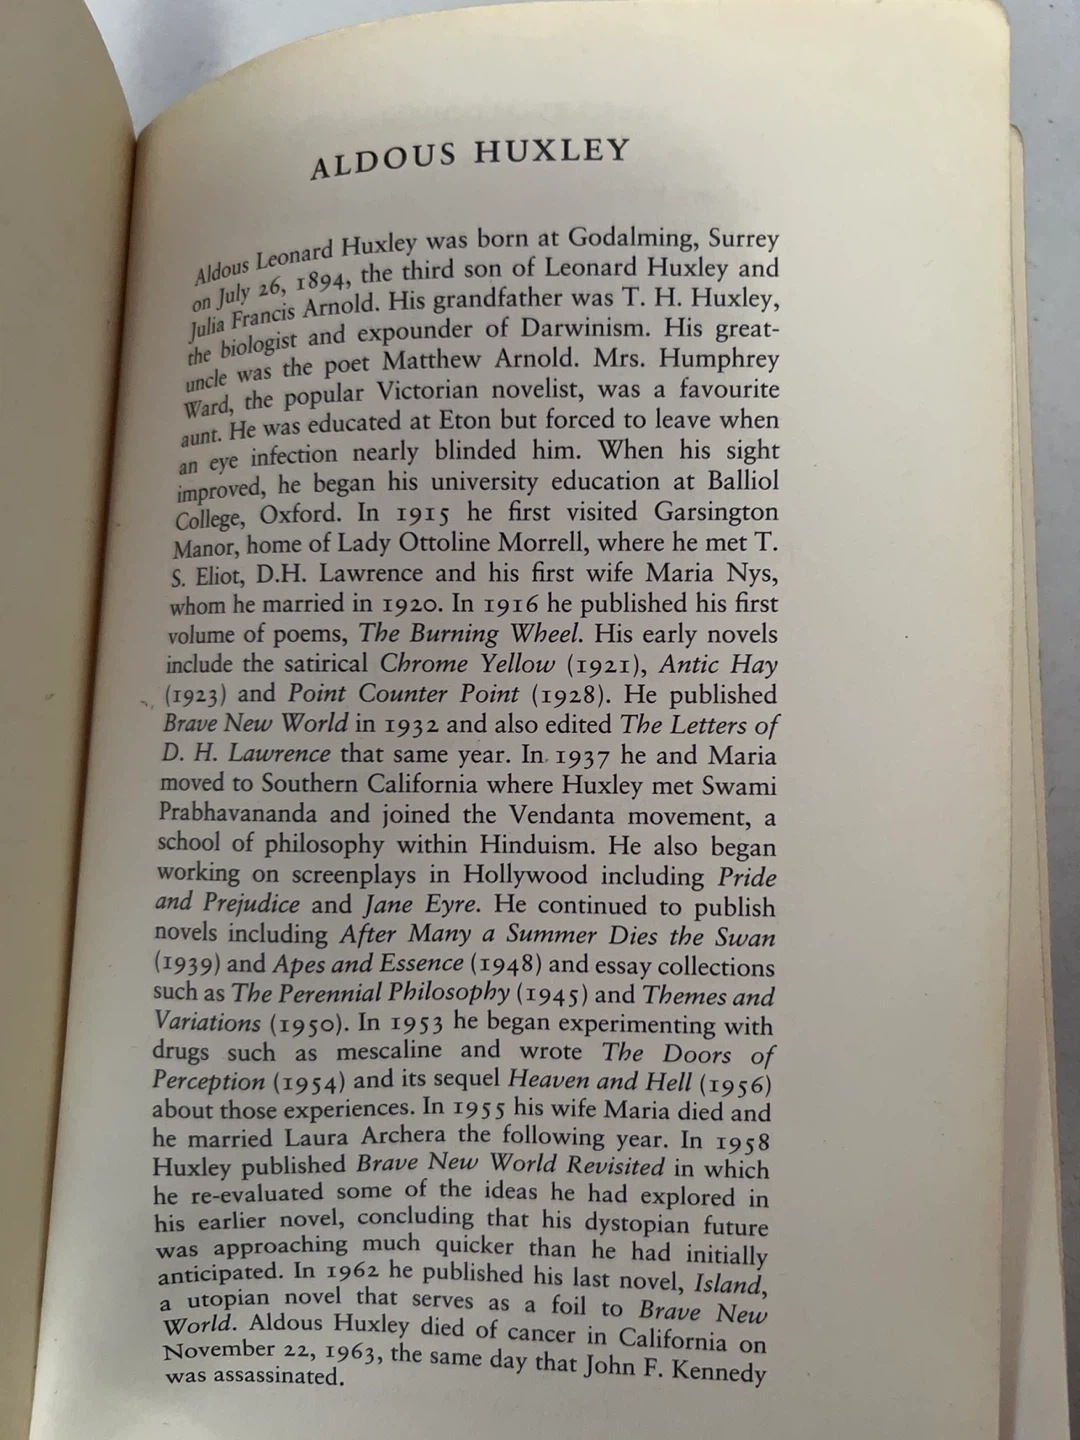 ALDOUS HUXLEY
Aldous Leonard Huxley was born at Godalming, Surrey
on July 26, 1894, the third son of Leonard Huxley and
Julia Francis Arnold. His grandfather was T. H. Huxley,
the biologist and expounder of Darwinism. His great-
uncle was the poet Matthew Arnold. Mrs. Humphrey
Ward, the popular Victorian novelist, was a favourite
aunt. He was educated at Eton but forced to leave when
an eye infection nearly blinded him. When his sight
improved, he began his university education at Balliol
College, Oxford. In 1915 he first visited Garsington
Manor, home of Lady Ottoline Morrell, where he met T.
S. Eliot, D.H. Lawrence and his first wife Maria Nys,
whom he married in 1920. In 1916 he published his first
volume of poems, The Burning Wheel. His early novels
include the satirical Chrome Yellow (1921), Antic Hay
(1923) and Point Counter Point (1928). He published
Brave New World in 1932 and also edited The Letters of
D. H. Lawrence that same year. In 1937 he and Maria
moved to Southern California where Huxley met Swami
Prabhavananda and joined the Vendanta movement, a
school of philosophy within Hinduism. He also began
working on screenplays in Hollywood including Pride
and Prejudice and Jane Eyre. He continued to publish
novels including After Many a Summer Dies the Swan
(1939) and Apes and Essence (1948) and essay collections
such as The Perennial Philosophy (1945) and Themes and
Variations (1950). In 1953 he began experimenting with
drugs such as mescaline and wrote The Doors of
Perception (1954) and its sequel Heaven and Hell (1956)
about those experiences. In 1955 his wife Maria died and
he married Laura Archera the following year. In 1958
Huxley published Brave New World Revisited in which
he re-evaluated some of the ideas he had explored in
his earlier novel, concluding that his dystopian future
was approaching much quicker than he had initially
anticipated. In 1962 he published his last novel, Island,
a utopian novel that serves as a foil to Brave New
World. Aldous Huxley died of cancer in California on
November 22, 1963, the same day that John F. Kennedy
was assassinated.